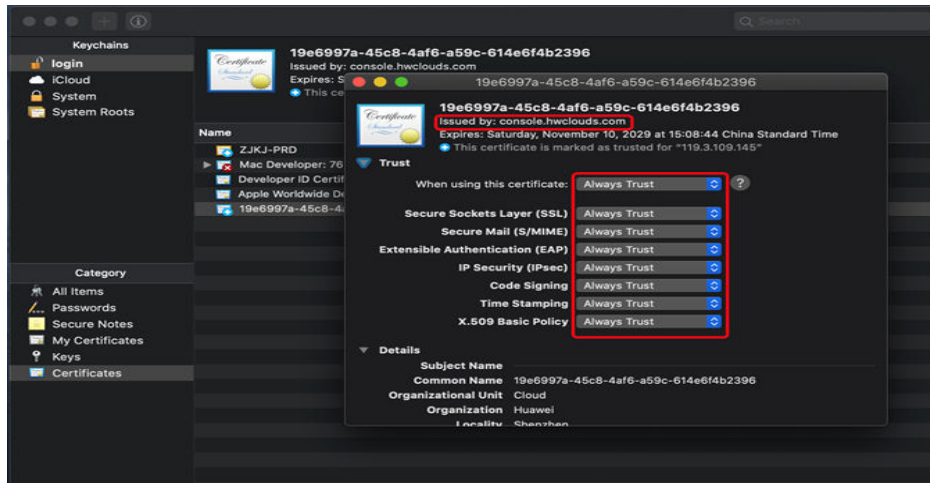 Search
Keychains
login
iCloud
System
System Roots
Category
All Items
Passwords
Secure Notes
My Certificates
Keys
Certificates
Certificate
Standard
19e6997a-45c8-4af6-a59c-614e6f4b2396
Issued by: console.hwclouds.com
Expires: S
This ce
Name
ZJKJ-PRD
Mac Developer: 76
Developer ID Certif
Apple Worldwide De
19e6997a-45c8-4
19e6997a-45c8-4af6-a59c-614e6f4b2396
Certificate
Standard
19e6997a-45c8-4af6-a59c-614e6f4b2396
Issued by: console.hwclouds.com
Expires: Saturday, November 10, 2029 at 15:08:44 China Standard Time
This certificate is marked as trusted for "119.3.109.145"
Trust
When using this certificate: Always Trust ?
Secure Sockets Layer (SSL) Always Trust
Secure Mail (S/MIME) Always Trust
Extensible Authentication (EAP) Always Trust
IP Security (IPsec) Always Trust
Code Signing Always Trust
Time Stamping Always Trust
X.509 Basic Policy Always Trust
Details
Subject Name
Common Name 19e6997a-45c8-4af6-a59c-614e6f4b2396
Organizational Unit Cloud
Organization Huawei
Locality Shenzhen